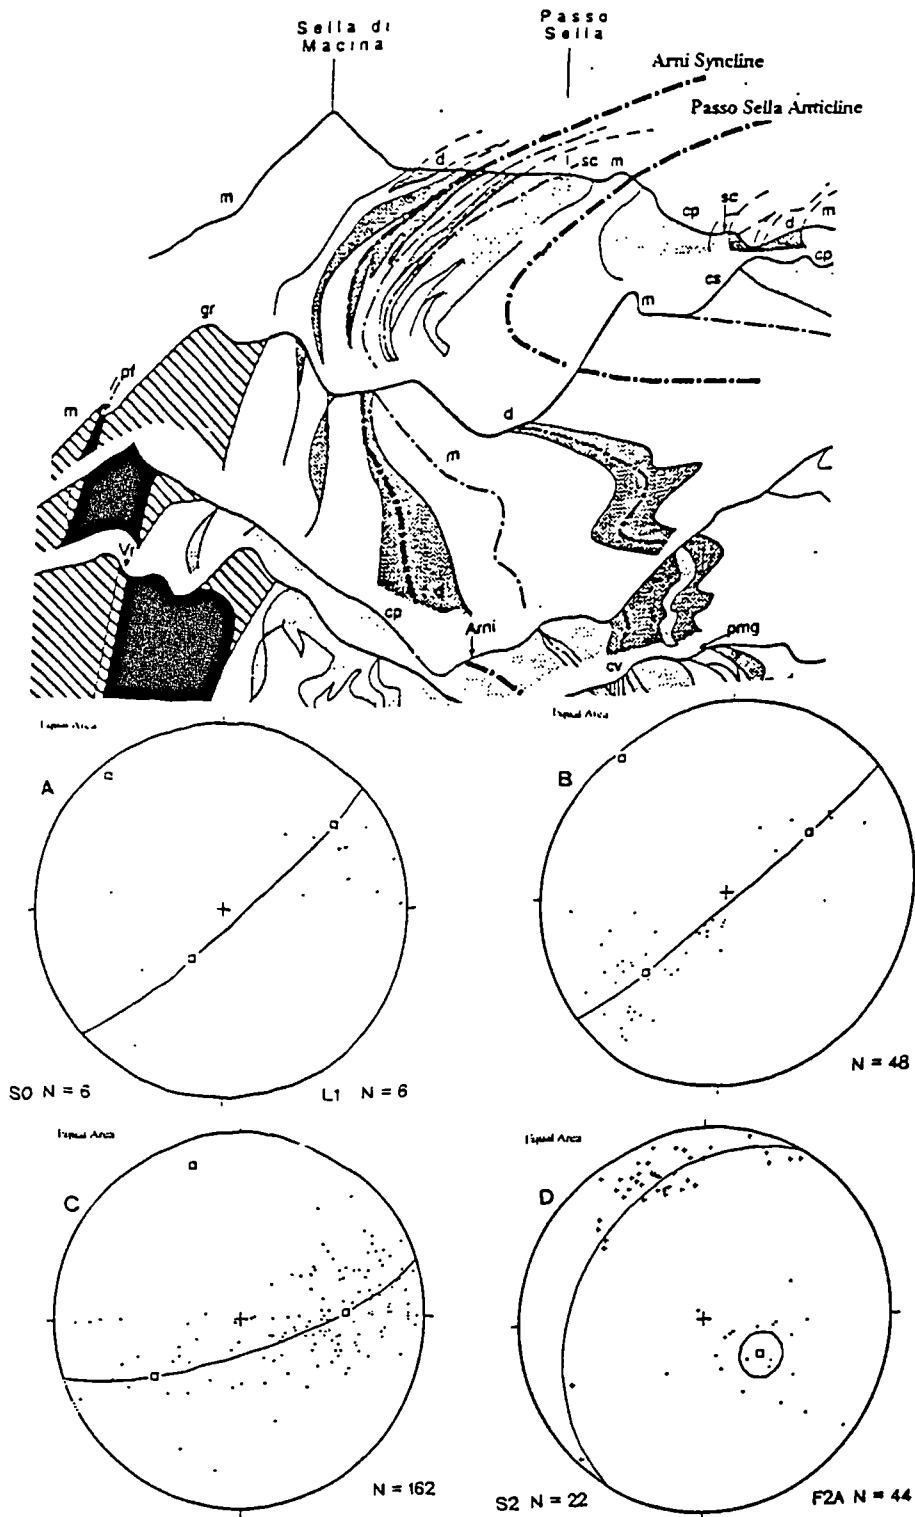 Sella di
Macina
Passo
Sella
Arni Syncline
Passo Sella Anticline
d
sc
m
m
cp
sc
d
m
cp
cs
m
gr
pf
m
d
m
Vf
cp
Arni
cv
pmg
Equal Area
A
S0 N = 6
L1 N = 6
Equal Area
B
N = 48
Equal Area
C
N = 162
Equal Area
D
S2 N = 22
F2A N = 44